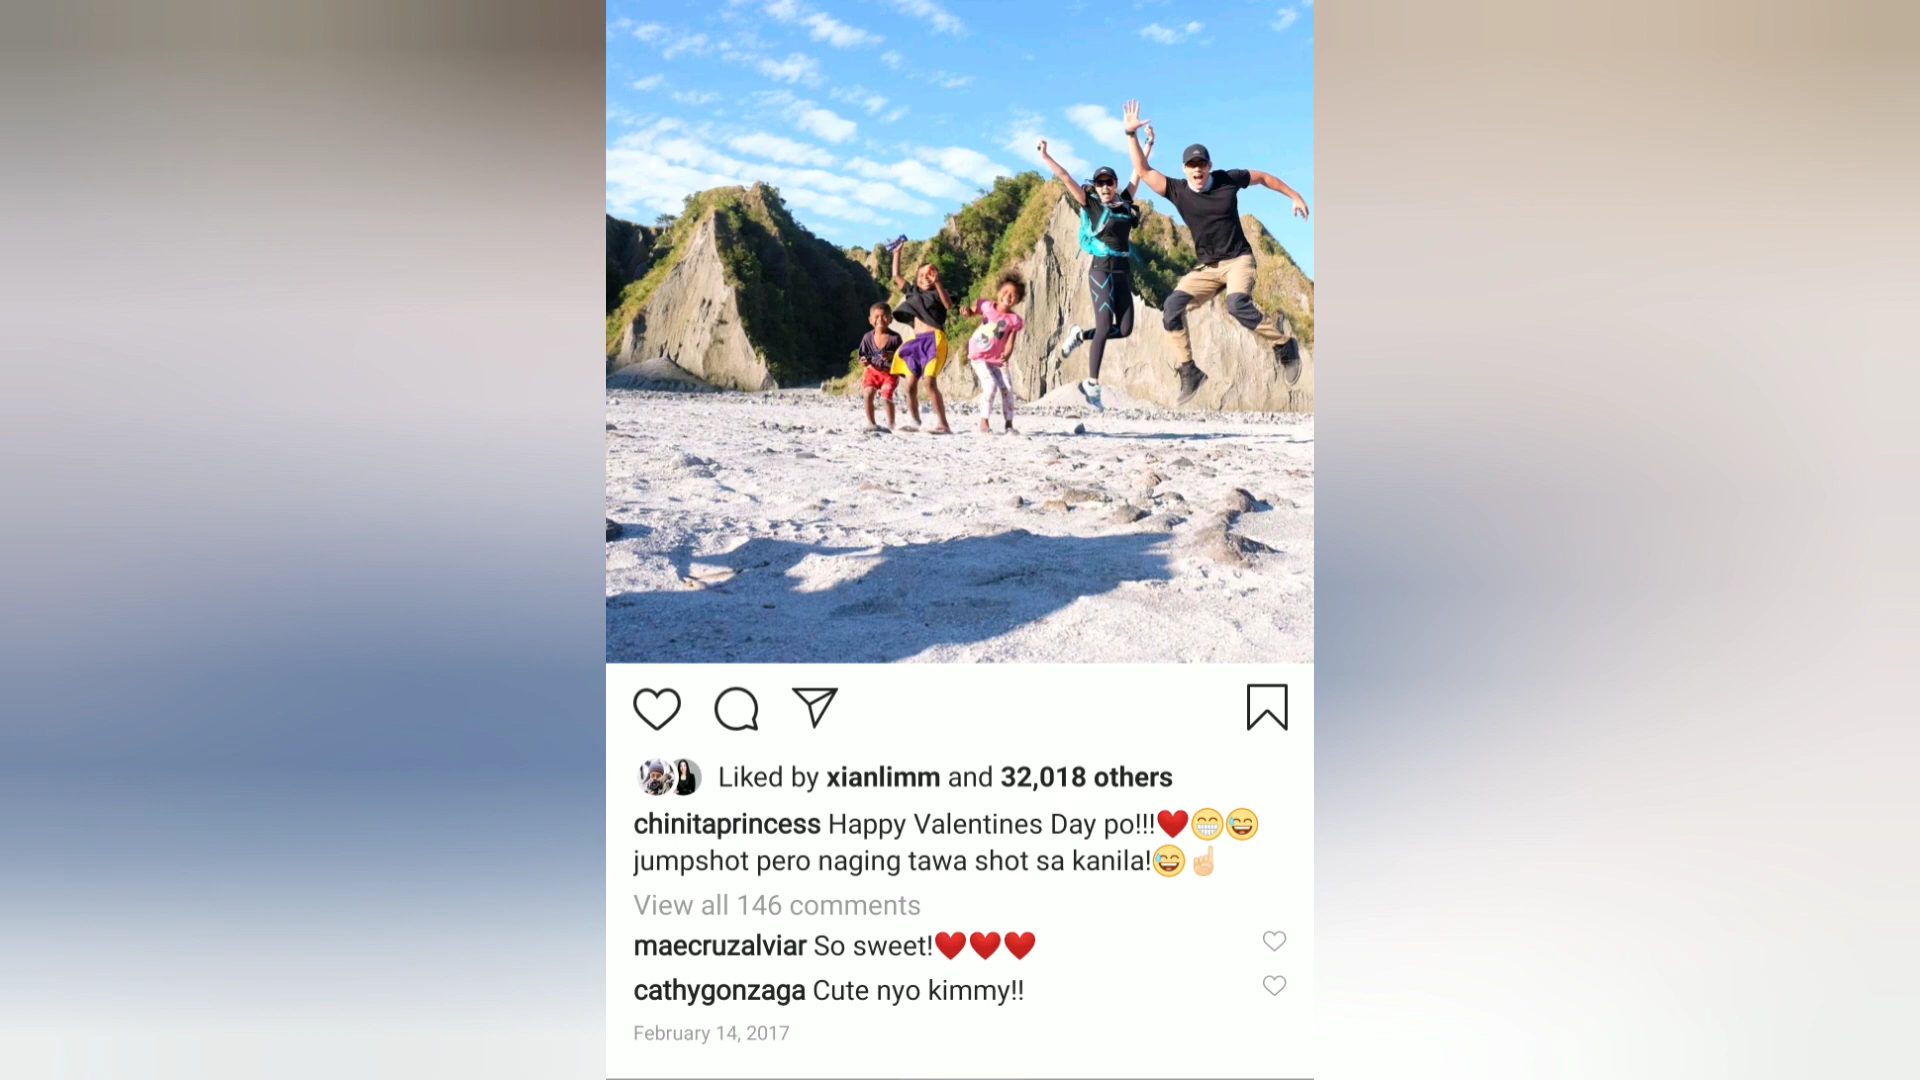 Liked by xianlimm and 32,018 others
chinitaprincess Happy Valentines Day po!!!❤️😁😅
jumpshot pero naging tawa shot sa kanila!😅☝🏻
View all 146 comments
maecruzalviar So sweet!❤️❤️❤️
cathygonzaga Cute nyo kimmy!!
February 14, 2017